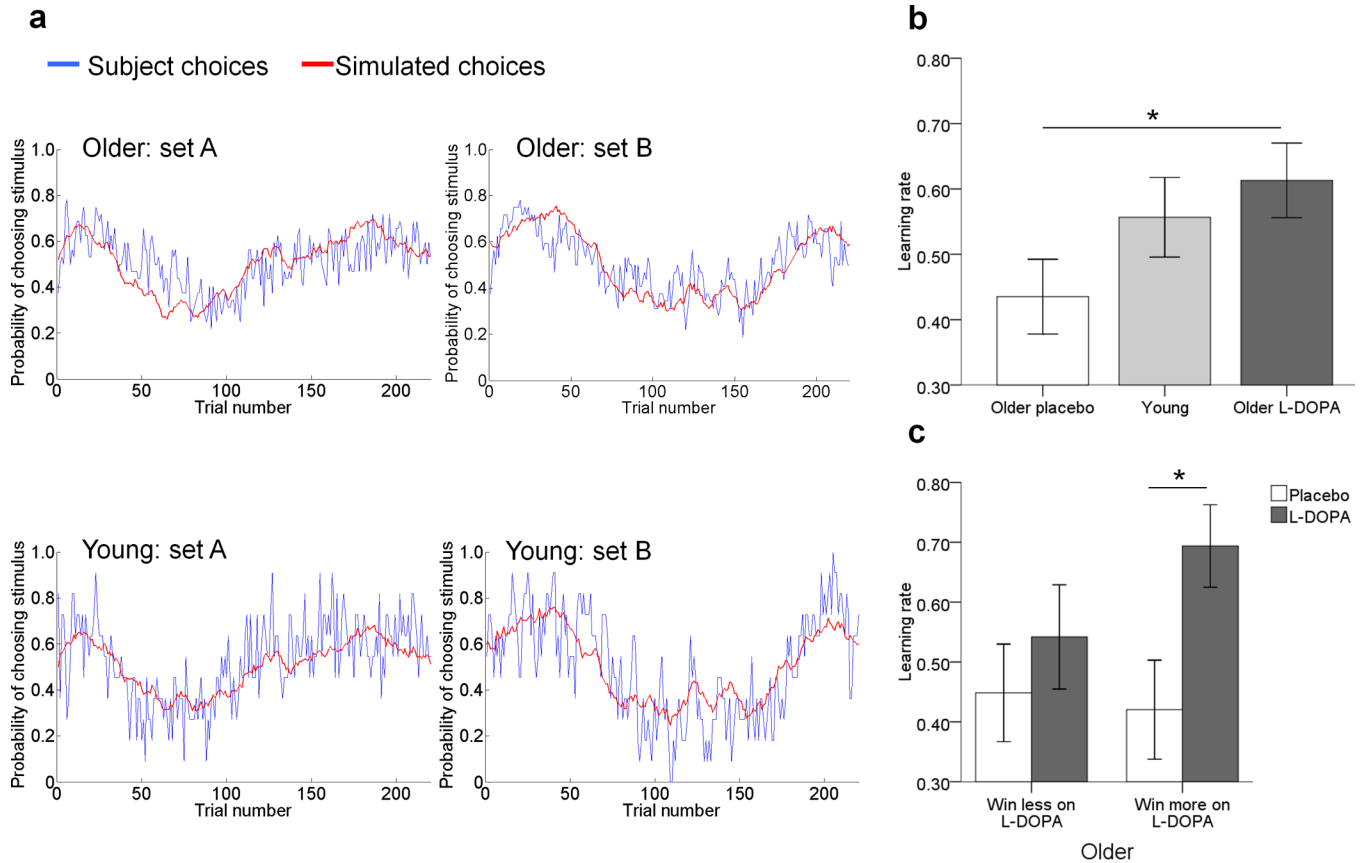 a
Subject choices
Simulated choices
Older: set A
Probability of choosing stimulus
1.0
0.8
0.6
0.4
0.2
0
0
50
100
150
200
Trial number
Older: set B
Probability of choosing stimulus
1.0
0.8
0.6
0.4
0.2
0
0
50
100
150
200
Trial number
Young: set A
Probability of choosing stimulus
1.0
0.8
0.6
0.4
0.2
0
0
50
100
150
200
Trial number
Young: set B
Probability of choosing stimulus
1.0
0.8
0.6
0.4
0.2
0
0
50
100
150
200
Trial number
b
Learning rate
0.80
0.70
0.60
0.50
0.40
0.30
*
Older placebo
Young
Older L-DOPA
c
Learning rate
0.80
0.70
0.60
0.50
0.40
0.30
*
Placebo
L-DOPA
Win less on
L-DOPA
Win more on
L-DOPA
Older